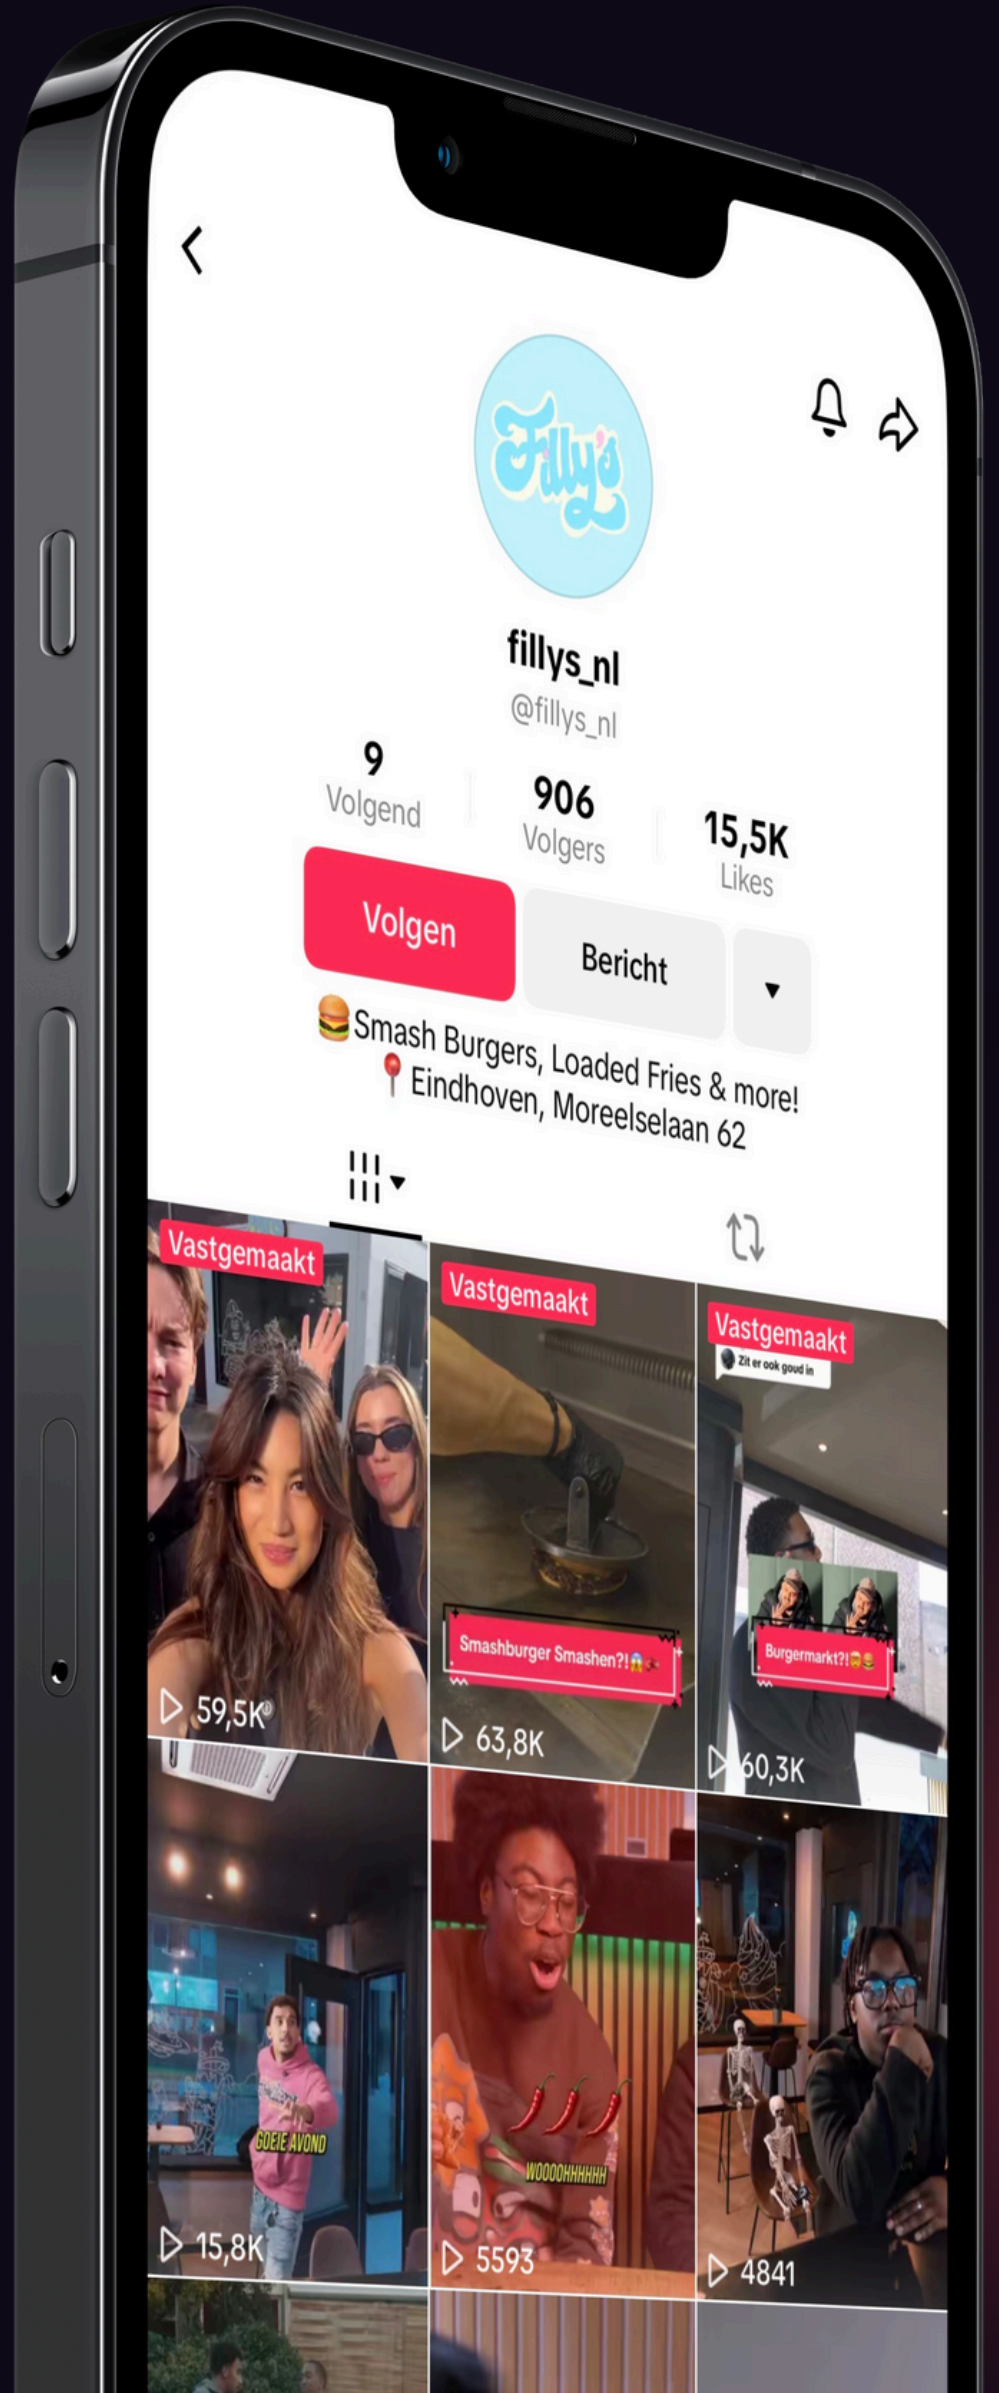 Filly's
fillys_nl
@fillys_nl
9
Volgend
906
Volgers
15,5K
Likes
Volgen
Bericht
Smash Burgers, Loaded Fries & more!
Eindhoven, Moreelselaan 62
Vastgemaakt
Vastgemaakt
Vastgemaakt
Zit er ook goud in
Smashburger Smashen?!
Burgermarkt?!
59,5K
63,8K
60,3K
GOEIE AVOND
WOOOOHHHHHH
15,8K
5593
4841